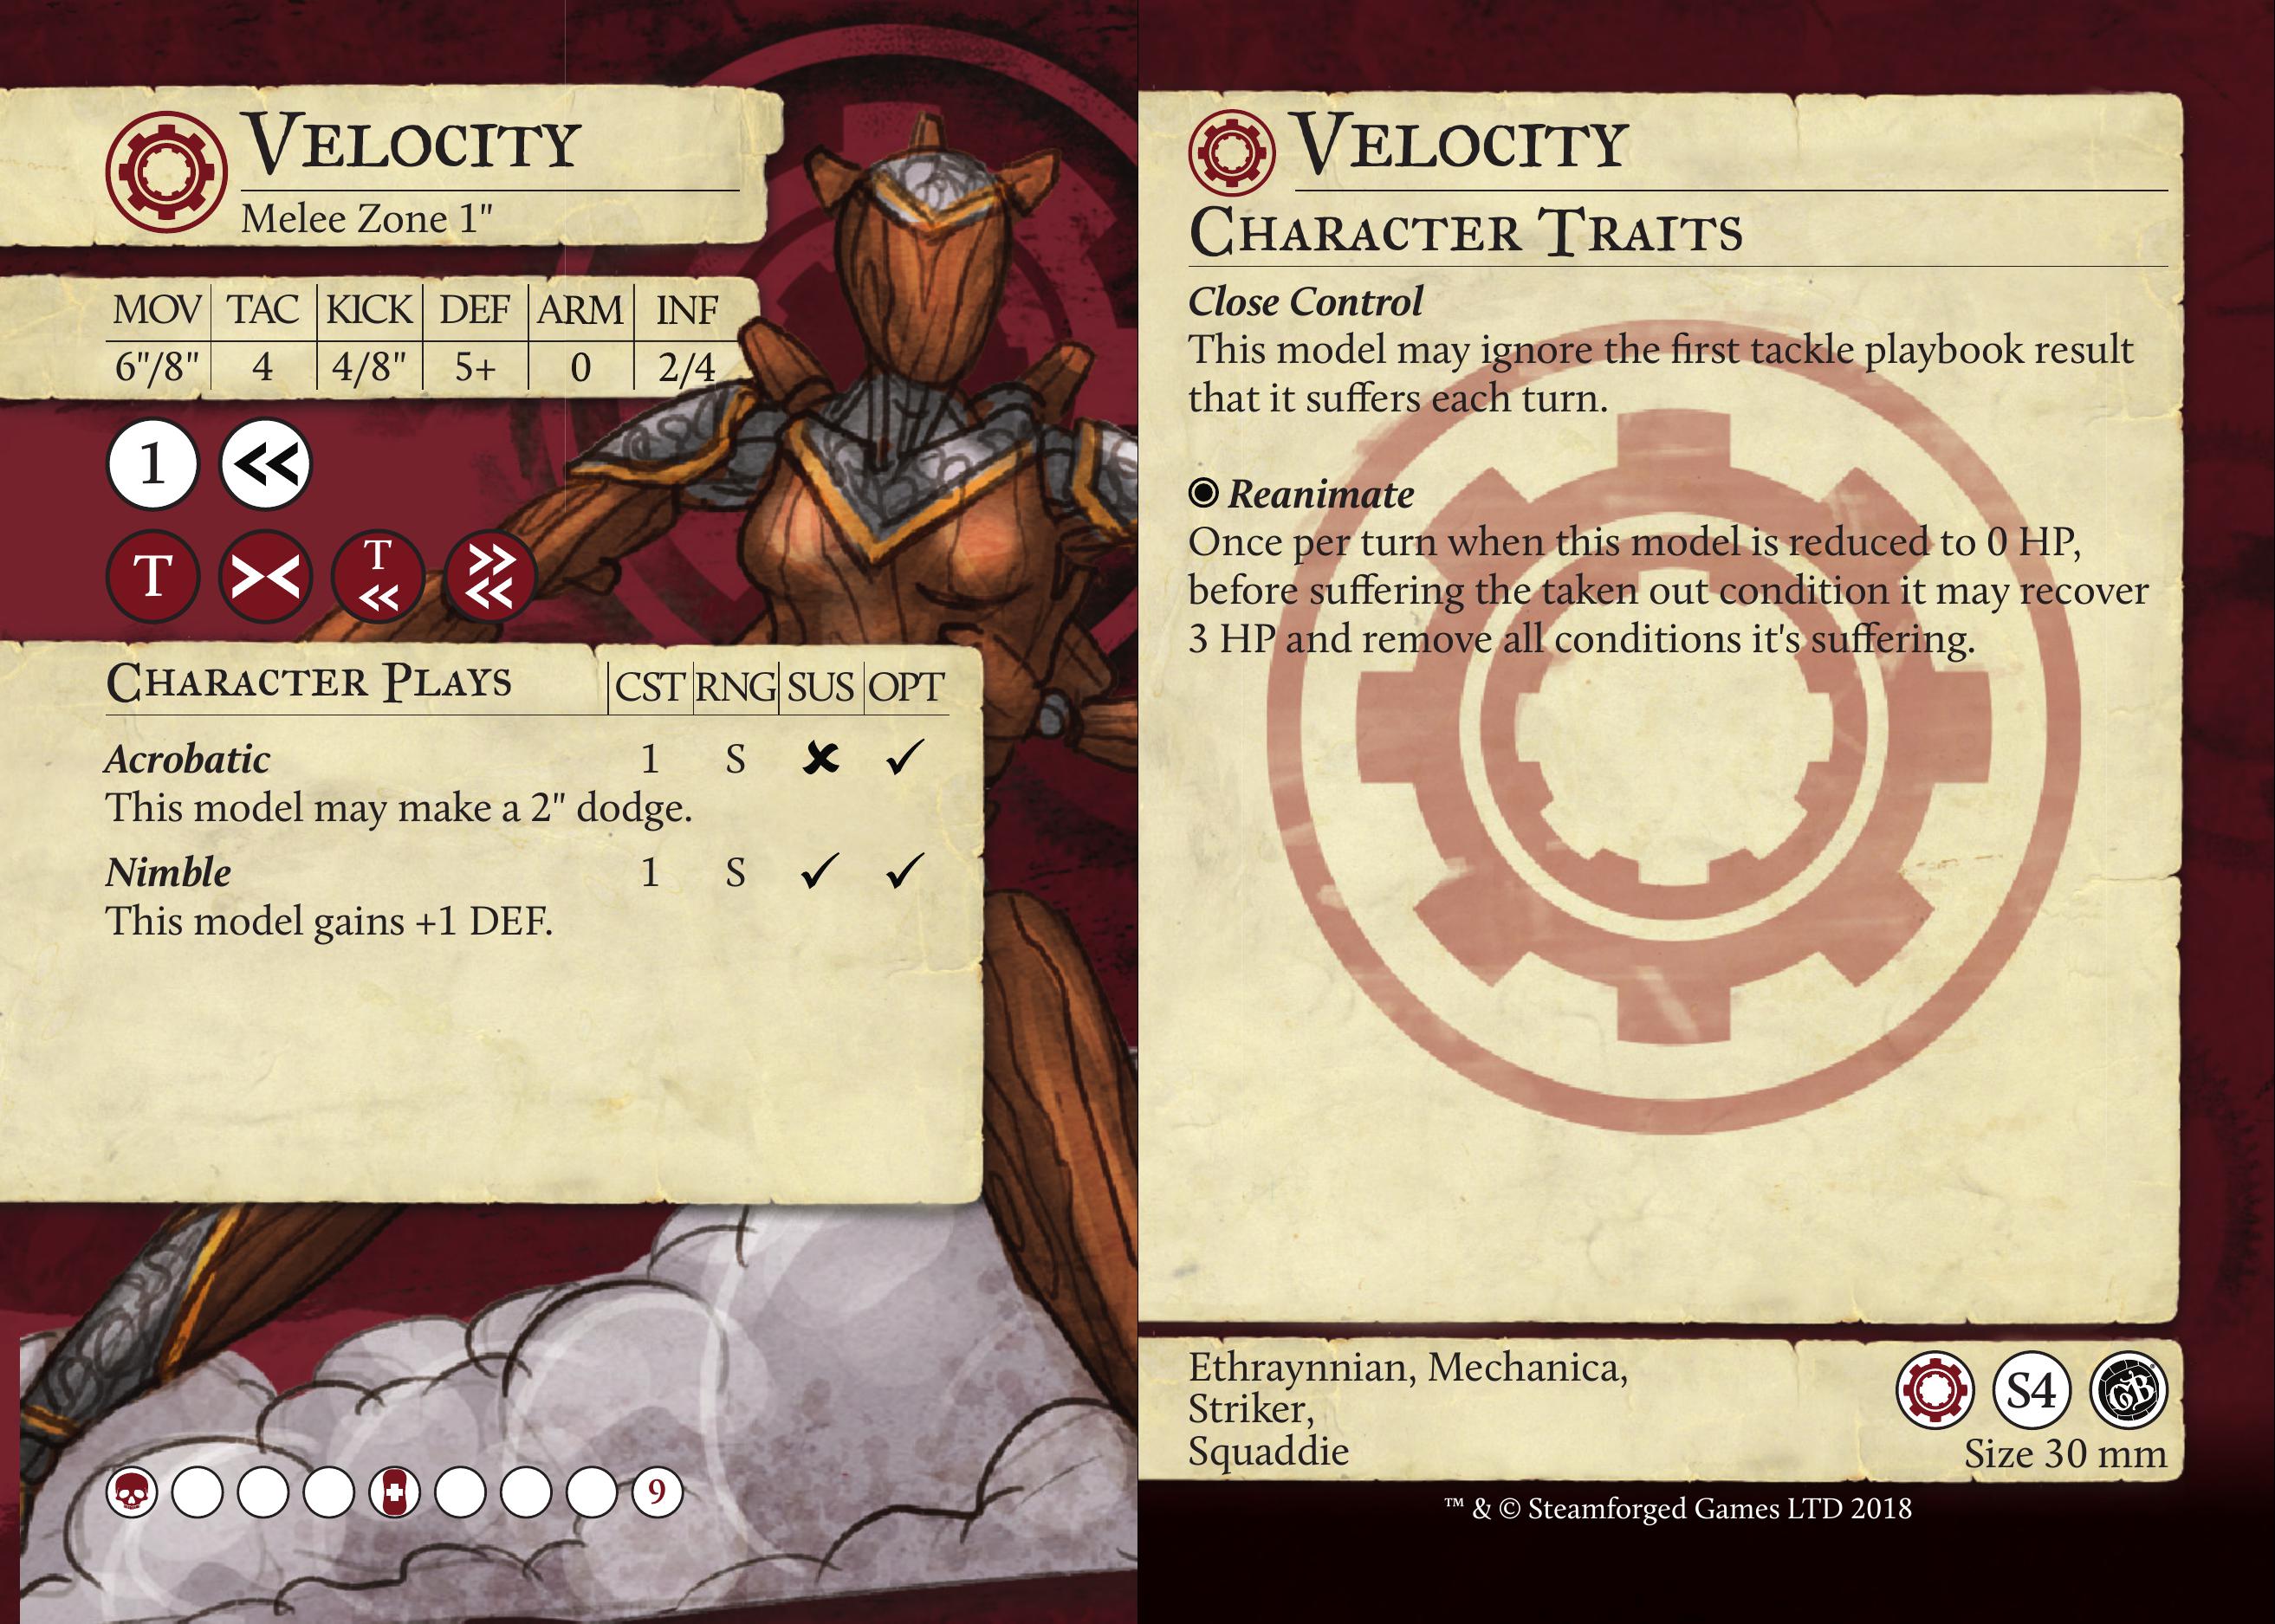 VELOCITY
Melee Zone 1"
MOV TAC KICK DEF ARM INF
6"/8" 4 4/8" 5+ 0 2/4
1 <<
T >< T << >> <<
CHARACTER PLAYS CST RNG SUS OPT
Acrobatic 1 S ✘ ✓
This model may make a 2" dodge.
Nimble 1 S ✓ ✓
This model gains +1 DEF.
9
VELOCITY
CHARACTER TRAITS
Close Control
This model may ignore the first tackle playbook result
that it suffers each turn.
Reanimate
Once per turn when this model is reduced to 0 HP,
before suffering the taken out condition it may recover
3 HP and remove all conditions it's suffering.
Ethraynnian, Mechanica,
Striker,
Squaddie
S4 GB
Size 30 mm
™ & © Steamforged Games LTD 2018